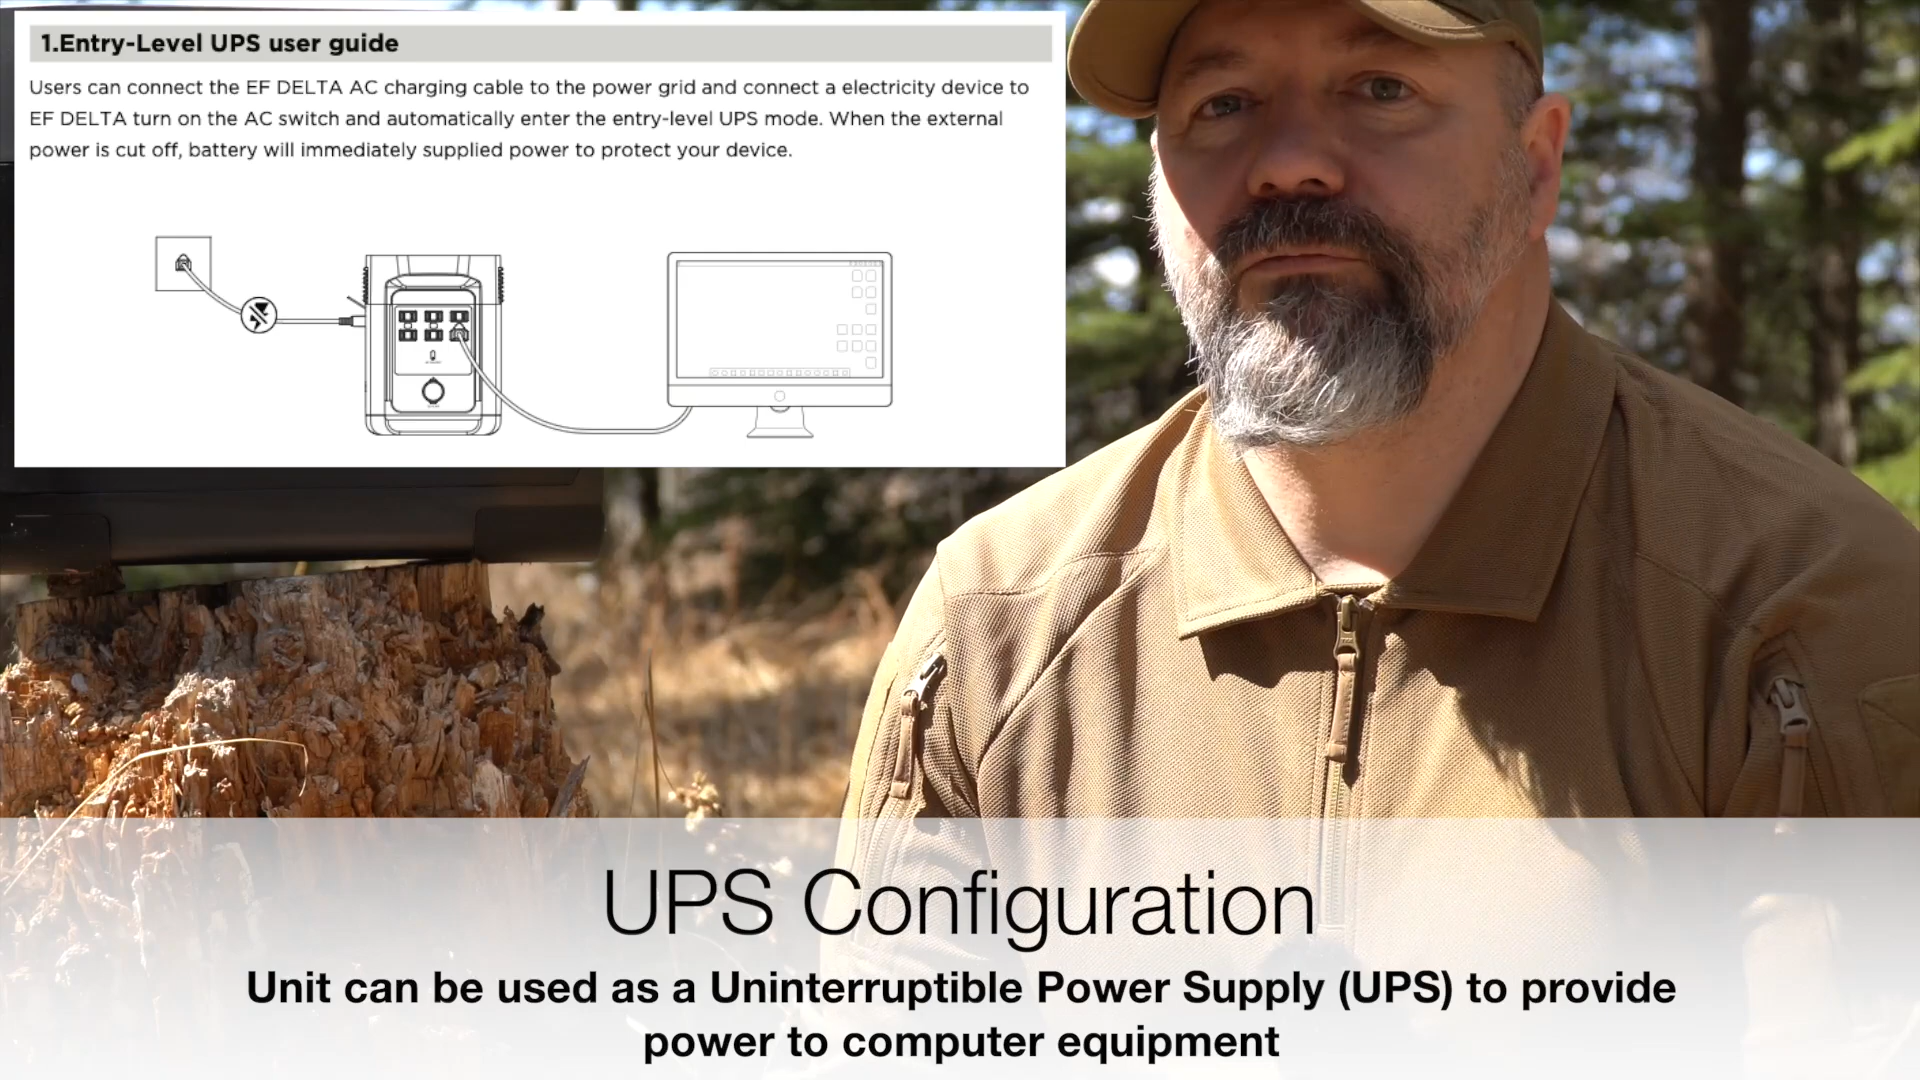 1.Entry-Level UPS user guide
Users can connect the EF DELTA AC charging cable to the power grid and connect a electricity device to
EF DELTA turn on the AC switch and automatically enter the entry-level UPS mode. When the external
power is cut off, battery will immediately supplied power to protect your device.
UPS Configuration
Unit can be used as a Uninterruptible Power Supply (UPS) to provide
power to computer equipment